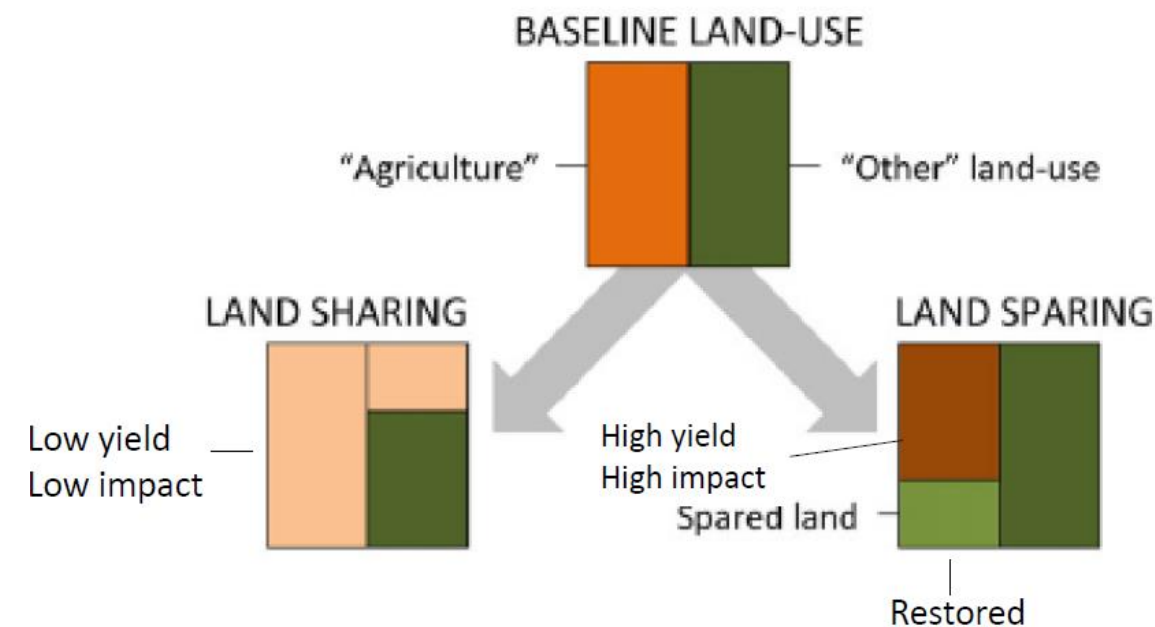 BASELINE LAND-USE
“Agriculture”
“Other” land-use
LAND SHARING
LAND SPARING
Low yield
Low impact
High yield
High impact
Spared land
Restored